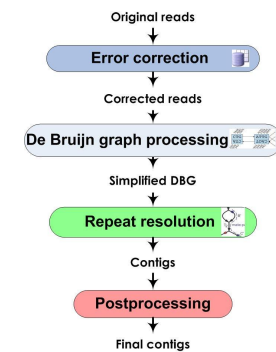 Original reads
Error correction
Corrected reads
De Bruijn graph processing
Simplified DBG
Repeat resolution
Contigs
Postprocessing
Final contigs